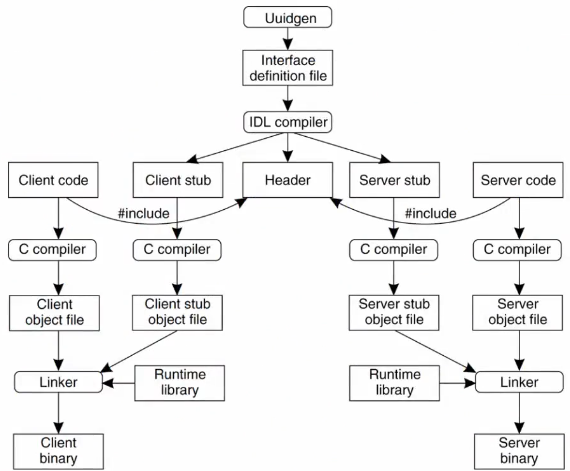 Uuidgen
Interface
definition file
IDL compiler
Client code
Client stub
Header
Server stub
Server code
#include
#include
C compiler
C compiler
C compiler
C compiler
Client
object file
Client stub
object file
Server stub
object file
Server
object file
Linker
Runtime
library
Runtime
library
Linker
Client
binary
Server
binary